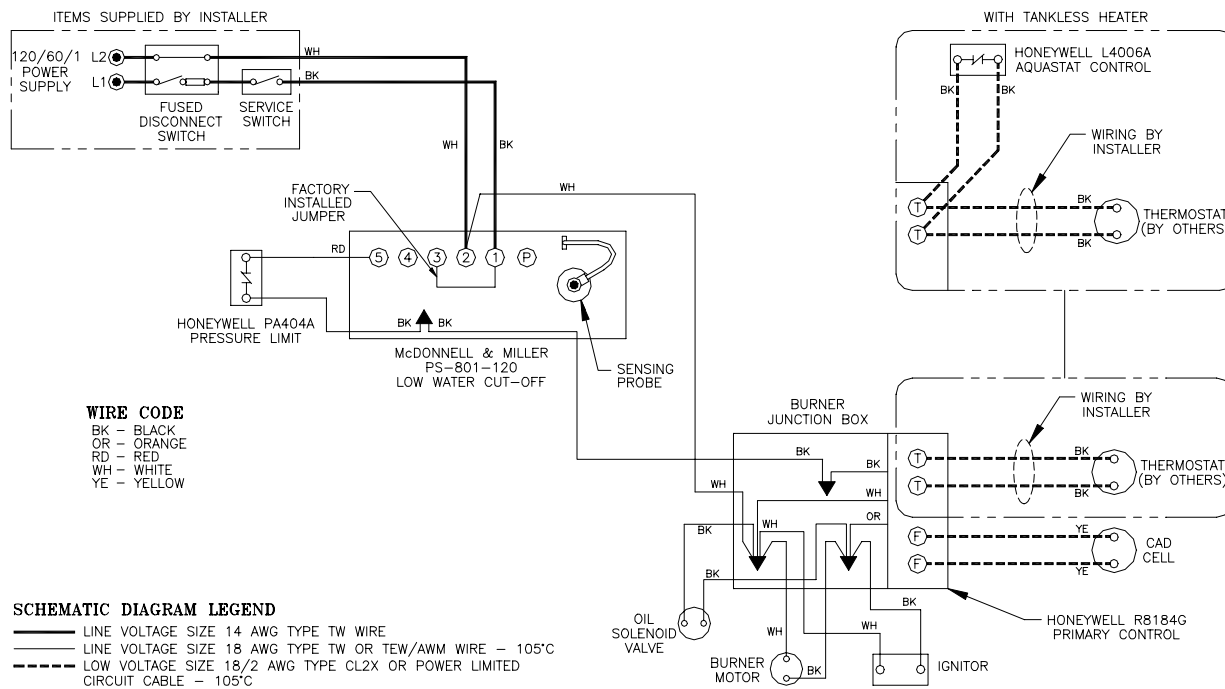 ITEMS SUPPLIED BY INSTALLER
120/60/1
POWER
SUPPLY
L2
L1
WH
BK
FUSED
DISCONNECT
SWITCH
SERVICE
SWITCH
WH
BK
WH
FACTORY
INSTALLED
JUMPER
RD
5
4
3
2
1
P
BK
BK
HONEYWELL PA404A
PRESSURE LIMIT
McDONNELL & MILLER
PS-801-120
LOW WATER CUT-OFF
SENSING
PROBE
WITH TANKLESS HEATER
HONEYWELL L4006A
AQUASTAT CONTROL
BK
BK
WIRING BY
INSTALLER
T
T
BK
BK
THERMOSTAT
(BY OTHERS)
WIRE CODE
BK - BLACK
OR - ORANGE
RD - RED
WH - WHITE
YE - YELLOW
BURNER
JUNCTION BOX
BK
BK
WH
WH
OR
BK
WH
BK
WIRING BY
INSTALLER
T
T
BK
BK
THERMOSTAT
(BY OTHERS)
F
F
YE
YE
CAD
CELL
OIL
SOLENOID
VALVE
WH
BK
WH
BK
BURNER
MOTOR
IGNITOR
HONEYWELL R8184G
PRIMARY CONTROL
SCHEMATIC DIAGRAM LEGEND
LINE VOLTAGE SIZE 14 AWG TYPE TW WIRE
LINE VOLTAGE SIZE 18 AWG TYPE TW OR TEW/AWM WIRE - 105°C
LOW VOLTAGE SIZE 18/2 AWG TYPE CL2X OR POWER LIMITED
CIRCUIT CABLE - 105°C